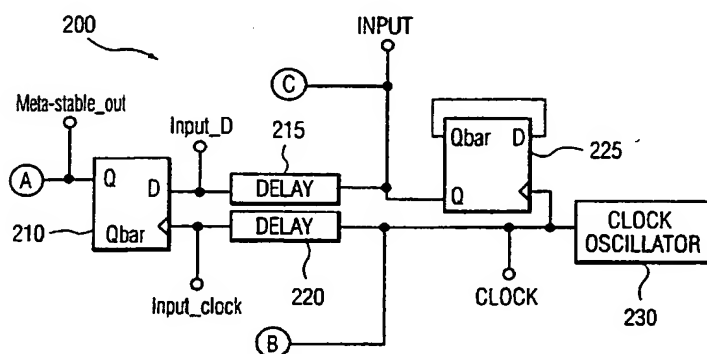 200
INPUT
C
Meta-stable_out
Input_D
215
Qbar D
225
A
Q
D
DELAY
Q
210
Qbar
DELAY
CLOCK
OSCILLATOR
Input_clock
220
CLOCK
230
B